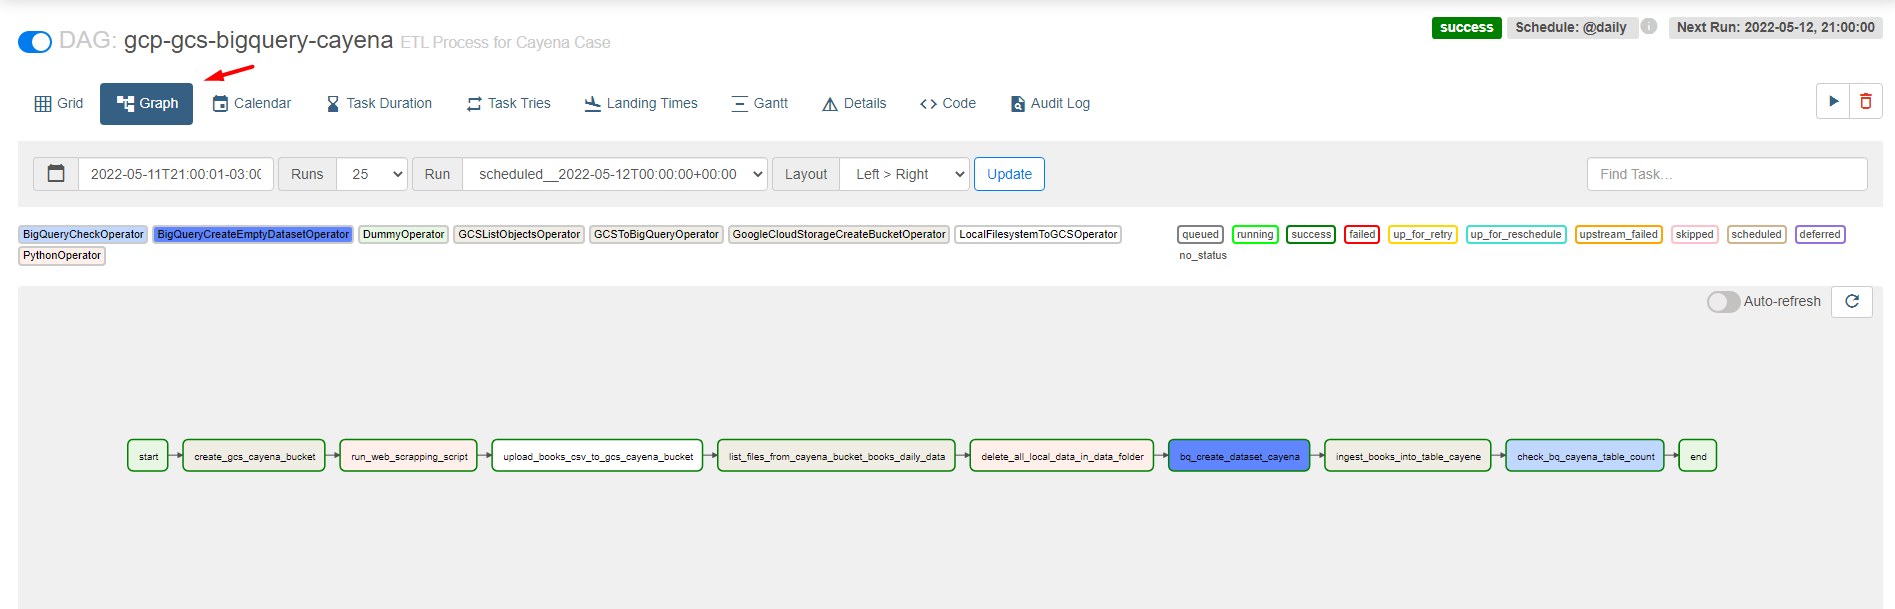 DAG: gcp-gcs-bigquery-cayena ETL Process for Cayena Case
success Schedule: @daily i Next Run: 2022-05-12, 21:00:00
Grid Graph Calendar Task Duration Task Tries Landing Times Gantt Details Code Audit Log
2022-05-11T21:00:01-03:00 Runs 25 Run scheduled__2022-05-12T00:00:00+00:00 Layout Left > Right Update Find Task…
BigQueryCheckOperator BigQueryCreateEmptyDatasetOperator DummyOperator GCSListObjectsOperator GCSToBigQueryOperator GoogleCloudStorageCreateBucketOperator LocalFilesystemToGCSOperator
PythonOperator
queued running success failed up_for_retry up_for_reschedule upstream_failed skipped scheduled deferred
no_status
Auto-refresh
start create_gcs_cayena_bucket run_web_scrapping_script upload_books_csv_to_gcs_cayena_bucket list_files_from_cayena_bucket_books_daily_data delete_all_local_data_in_data_folder bq_create_dataset_cayena ingest_books_into_table_cayene check_bq_cayena_table_count end